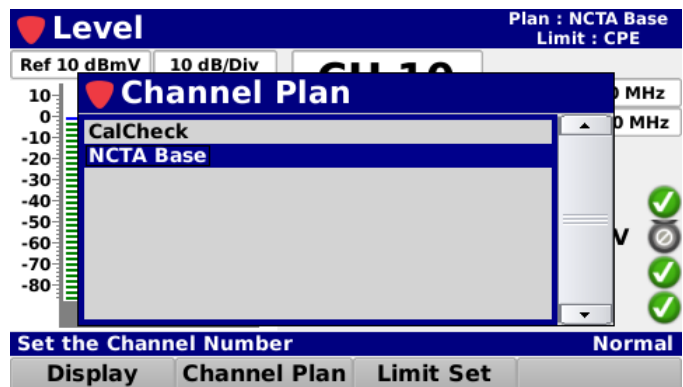 Level
Plan : NCTA Base
Limit : CPE
Ref 10 dBmV
10 dB/Div
Channel Plan
MHz
0 MHz
10
0
-10
-20
-30
-40
-50
-60
-70
-80
CalCheck
NCTA Base
V
Set the Channel Number
Normal
Display
Channel Plan
Limit Set